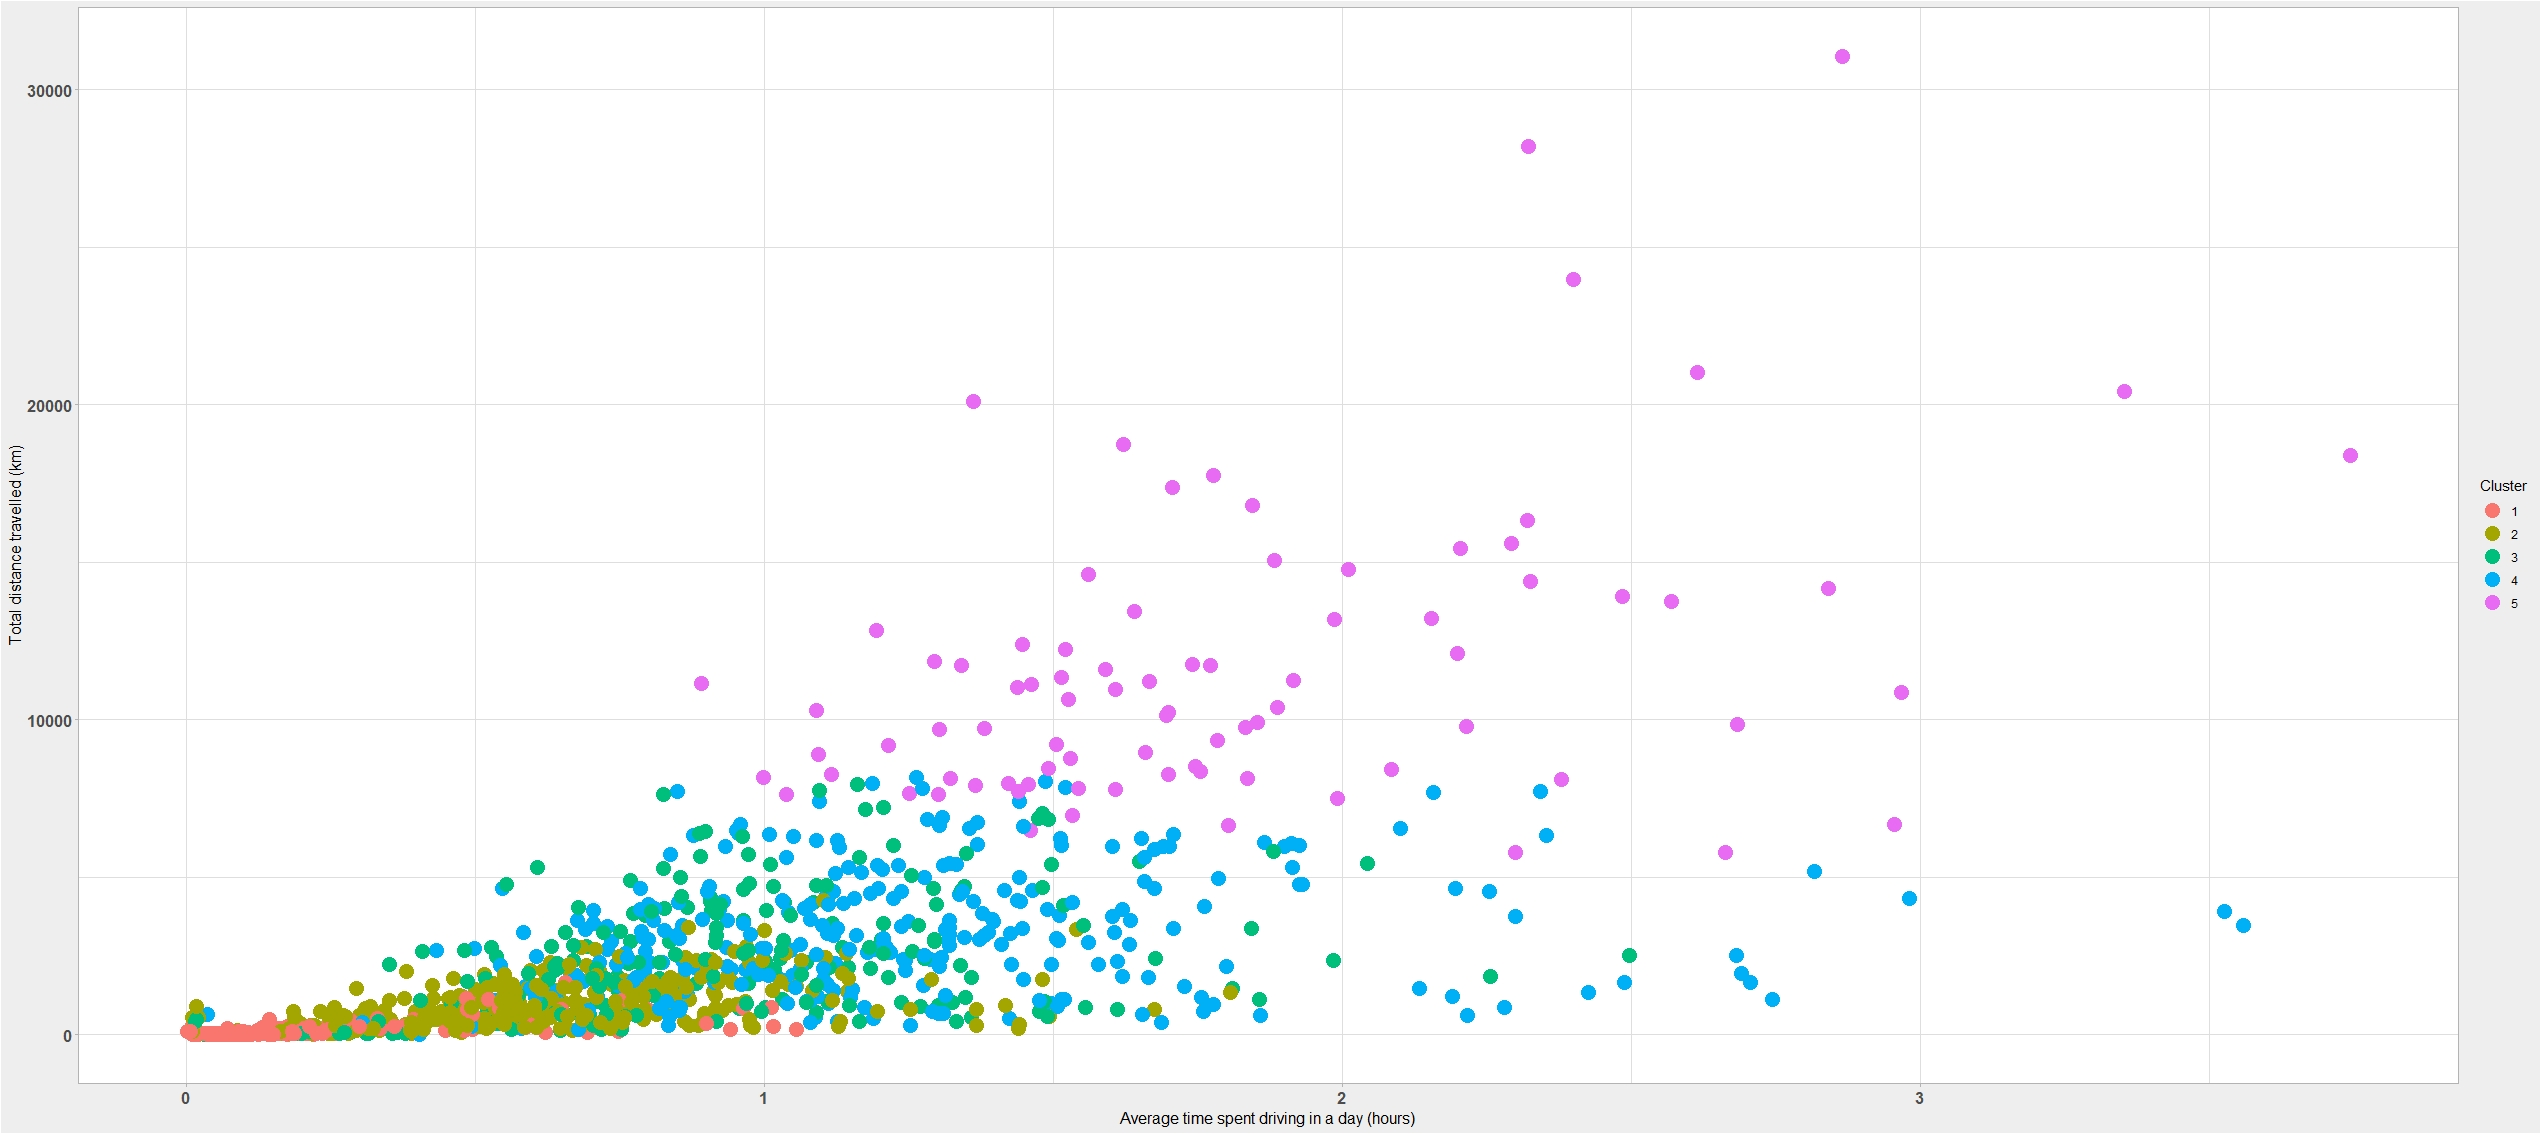 30000
20000
10000
0
Total distance travelled (km)
0 1 2 3
Average time spent driving in a day (hours)
Cluster
1
2
3
4
5